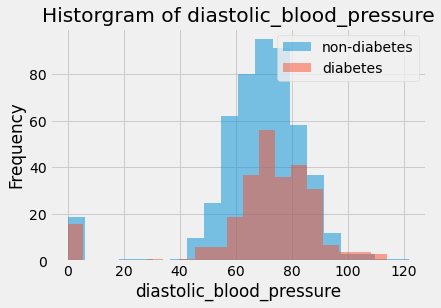 Historgram of diastolic_blood_pressure
non-diabetes
diabetes
Frequency
80
60
40
20
0
0 20 40 60 80 100 120
diastolic_blood_pressure